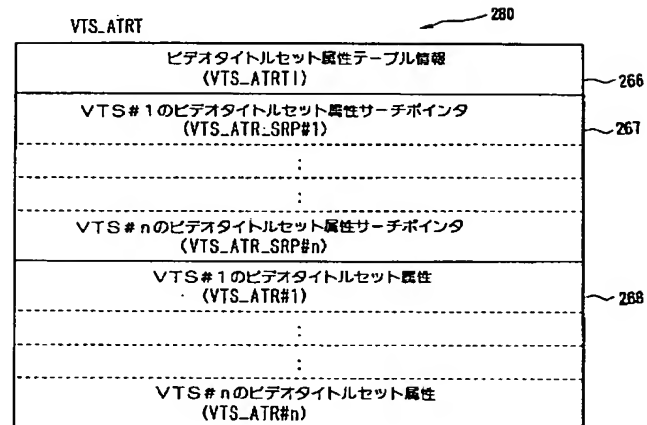 VTS_ATRT
280
ビデオタイトルセット属性テーブル情報
(VTS_ATRTI)
266
VTS#1のビデオタイトルセット属性サーチポインタ
(VTS_ATR_SRP#1)
267
:
:
VTS#nのビデオタイトルセット属性サーチポインタ
(VTS_ATR_SRP#n)
VTS#1のビデオタイトルセット属性
(VTS_ATR#1)
268
:
:
VTS#nのビデオタイトルセット属性
(VTS_ATR#n)